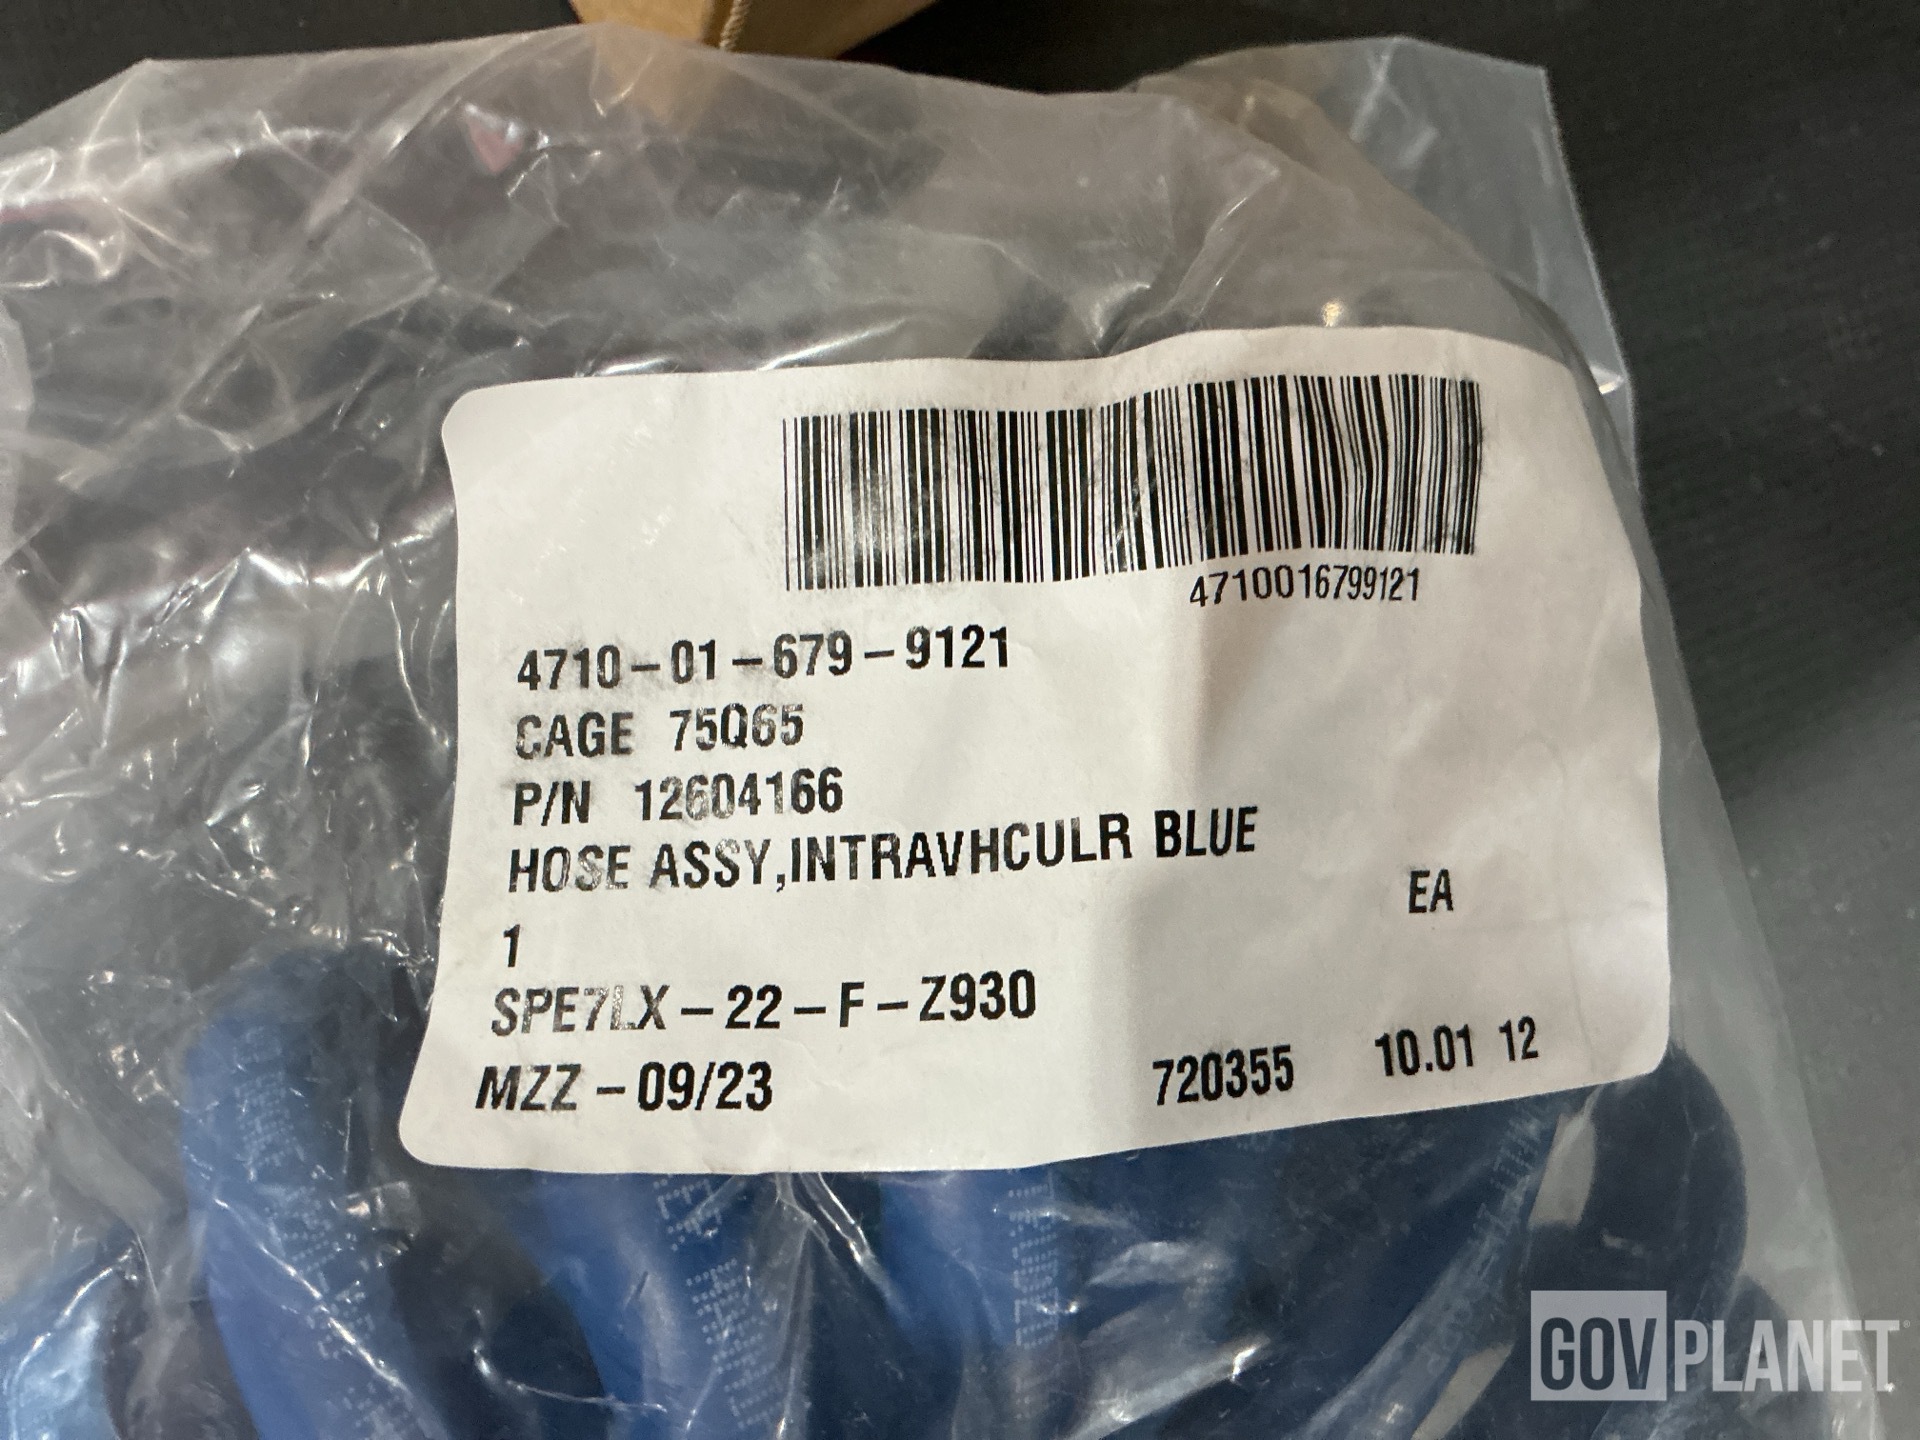 4710016799121
4710-01-679-9121
CAGE 75Q65
P/N 12604166
HOSE ASSY,INTRAVHCULR BLUE
1 EA
SPE7LX-22-F-Z930
MZZ-09/23 720355 10.01 12
GOVPLANET